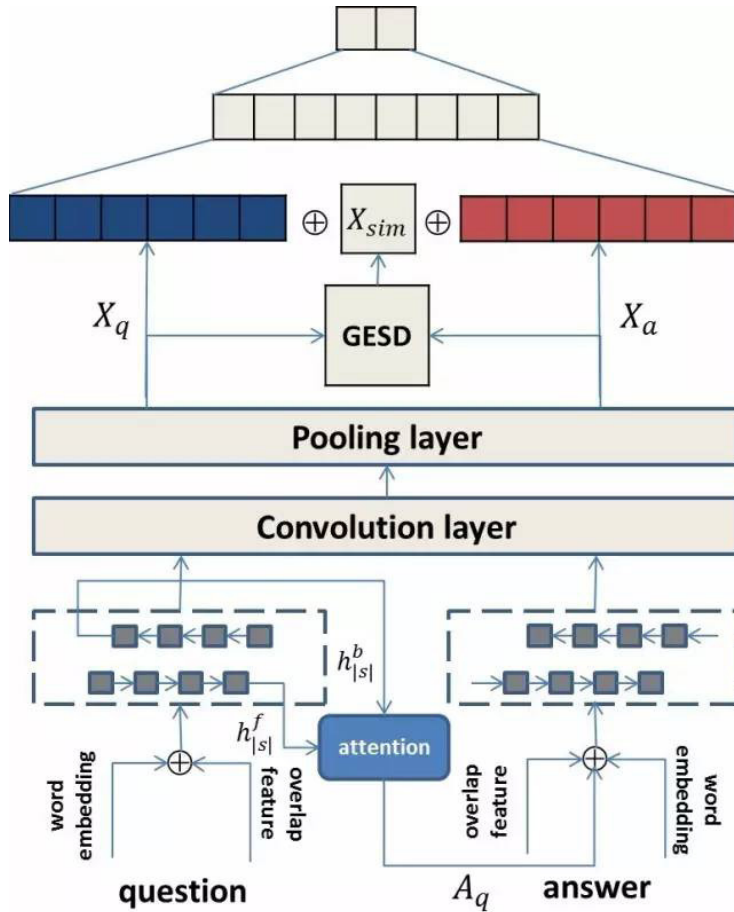 ⊕ X_sim ⊕
X_q
GESD
X_a
Pooling layer
Convolution layer
h^b_|s|
h^f_|s|
attention
word
embedding
⊕
overlap
feature
overlap
feature
⊕
word
embedding
question
A_q
answer